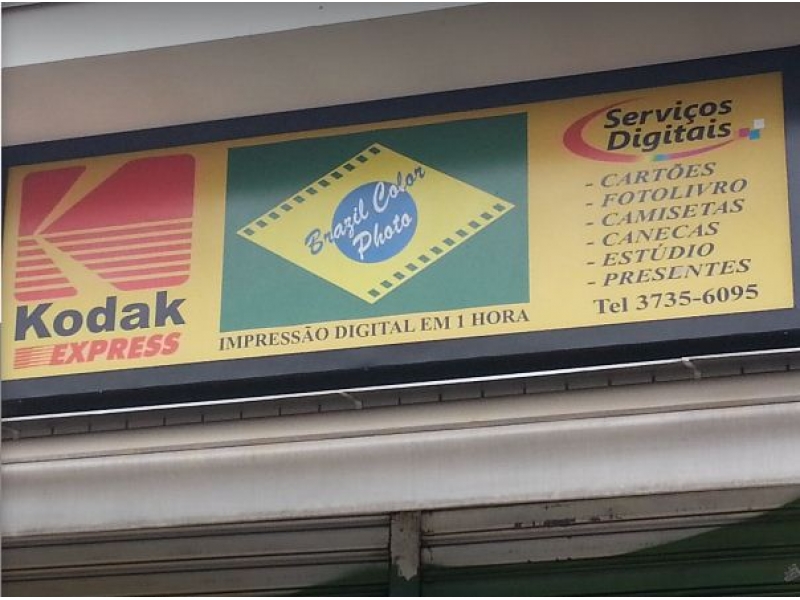 Kodak
EXPRESS
Brazil Color
Photo
IMPRESSÃO DIGITAL EM 1 HORA
Serviços
Digitais
- CARTÕES
- FOTOLIVRO
- CAMISETAS
- CANECAS
- ESTÚDIO
- PRESENTES
Tel 3735-6095